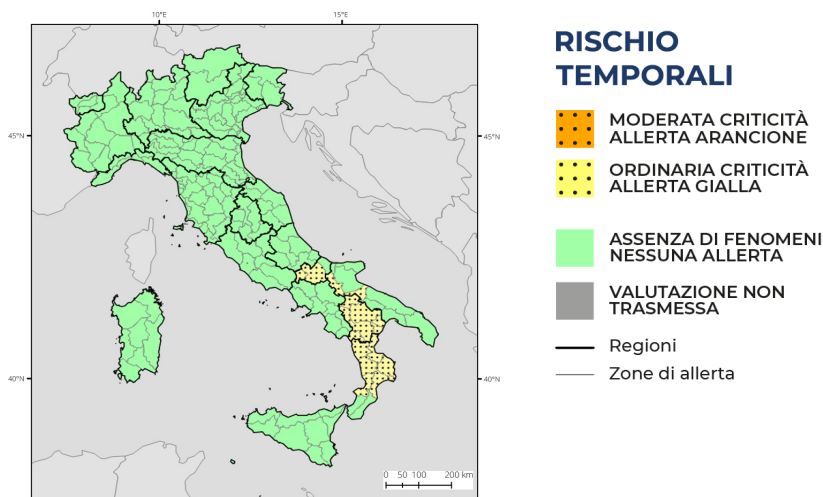 10°E
15°E
45°N
45°N
40°N
40°N
0 50 100 200 km
RISCHIO
TEMPORALI
MODERATA CRITICITÀ
ALLERTA ARANCIONE
ORDINARIA CRITICITÀ
ALLERTA GIALLA
ASSENZA DI FENOMENI
NESSUNA ALLERTA
VALUTAZIONE NON
TRASMESSA
Regioni
Zone di allerta